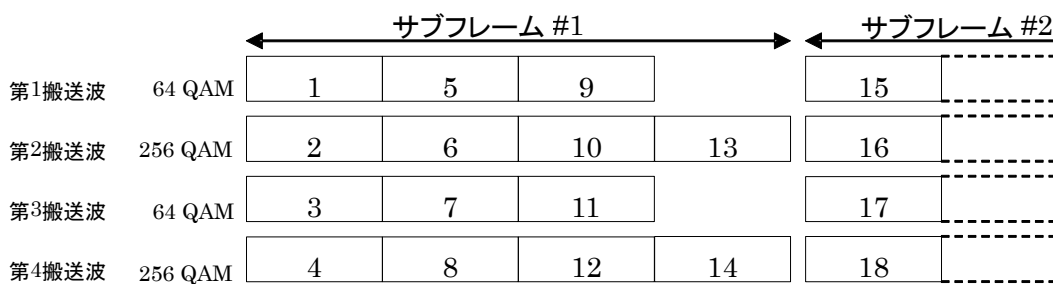 サブフレーム #1 サブフレーム #2
第1搬送波 64 QAM 1 5 9 15
第2搬送波 256 QAM 2 6 10 13 16
第3搬送波 64 QAM 3 7 11 17
第4搬送波 256 QAM 4 8 12 14 18